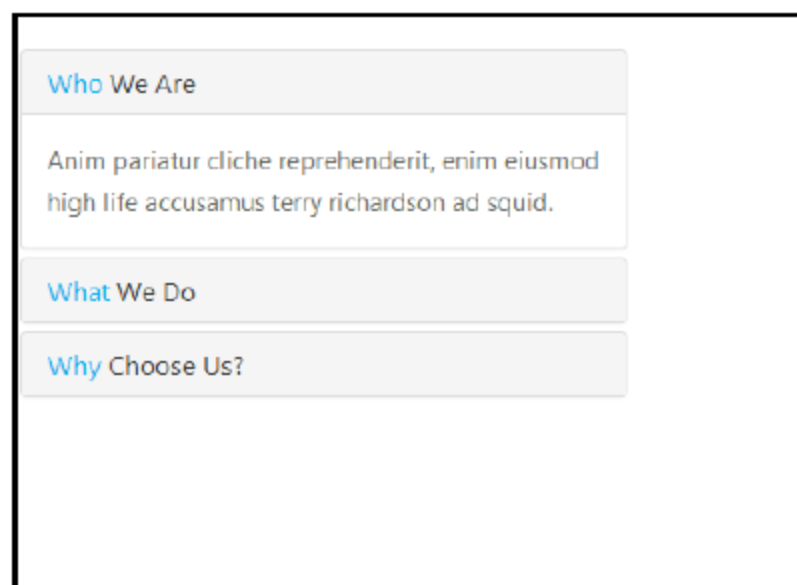 Who We Are
Anim pariatur cliche reprehenderit, enim eiusmod
high life accusamus terry richardson ad squid.
What We Do
Why Choose Us?